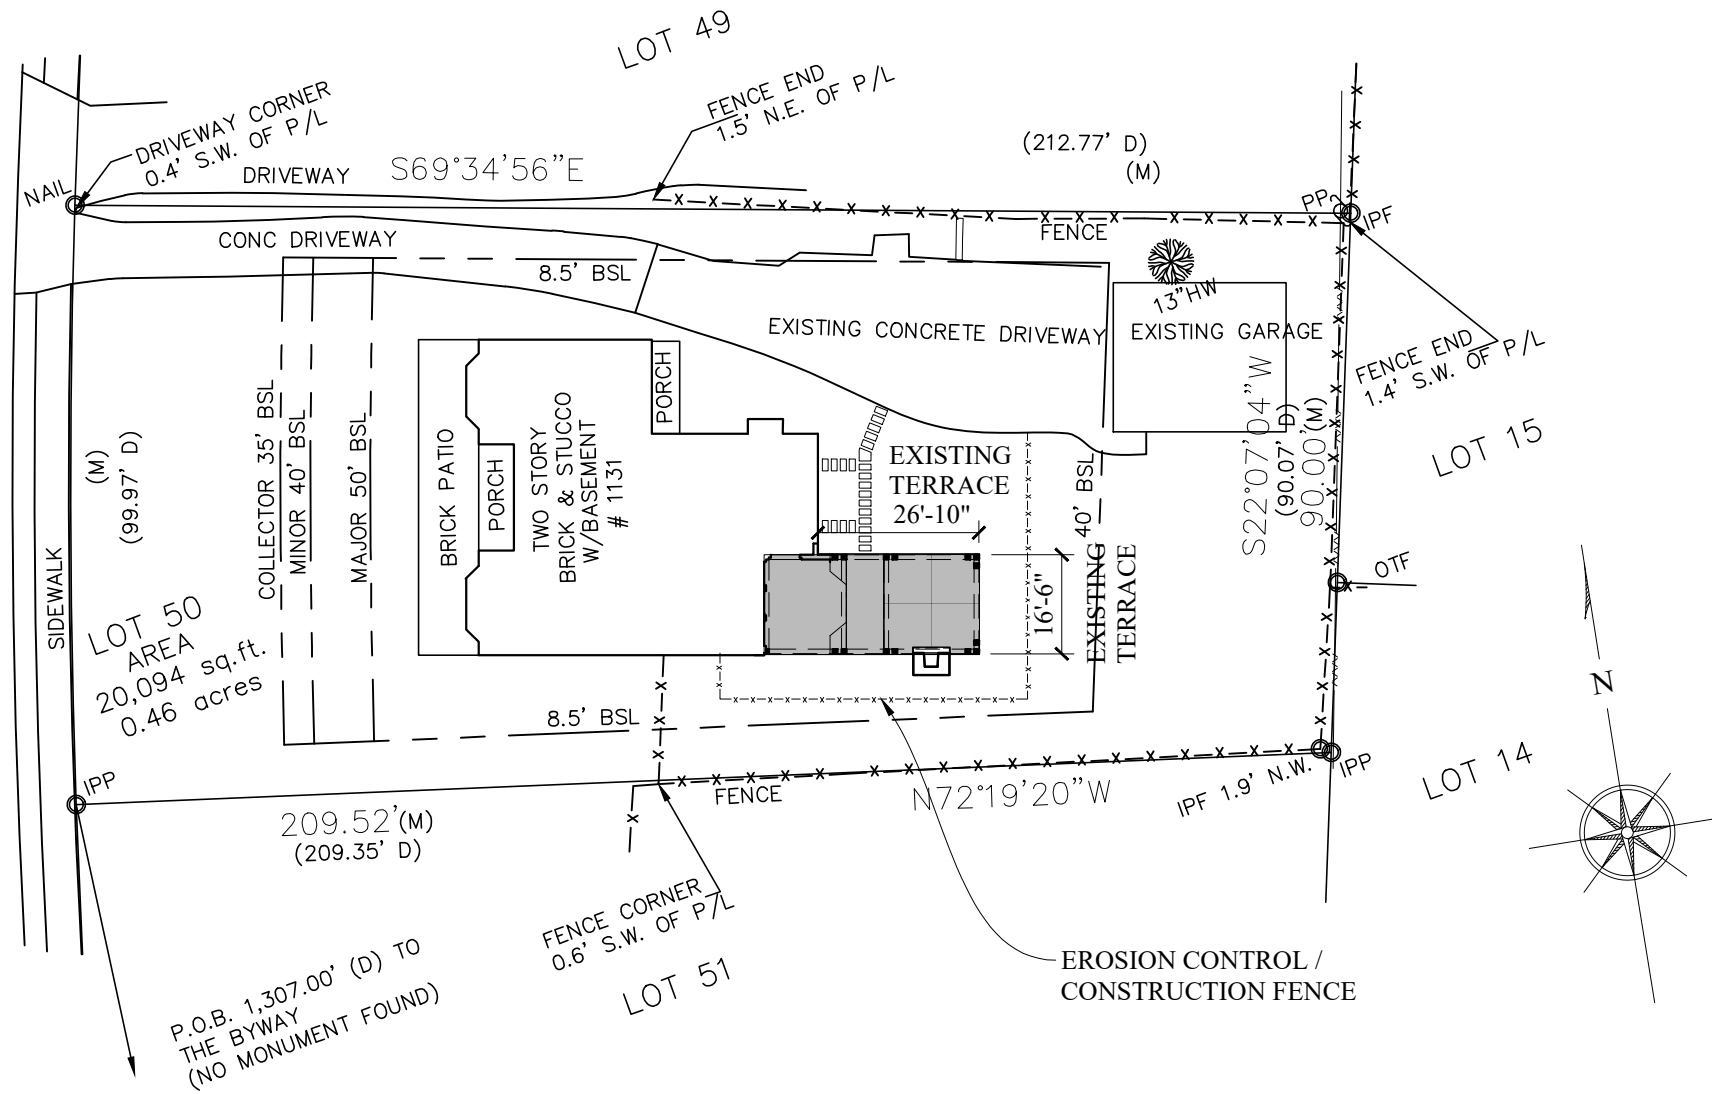 LOT 49
DRIVEWAY CORNER
0.4' S.W. OF P/L
FENCE END
1.5' N.E. OF P/L
(212.77' D)
(M)
NAIL
DRIVEWAY
S69°34'56"E
PP
IPF
CONC DRIVEWAY
FENCE
8.5' BSL
13"HW
EXISTING CONCRETE DRIVEWAY
EXISTING GARAGE
FENCE END
1.4' S.W. OF P/L
LOT 15
S22°07'04"W
(90.07' D)
90.00'(M)
(M)
(99.97' D)
SIDEWALK
COLLECTOR 35' BSL
MINOR 40' BSL
MAJOR 50' BSL
BRICK PATIO
PORCH
TWO STORY
BRICK & STUCCO
W/BASEMENT
# 1131
PORCH
EXISTING
TERRACE
26'-10"
40' BSL
16'-6"
EXISTING
TERRACE
OTF
LOT 50
AREA
20,094 sq.ft.
0.46 acres
8.5' BSL
N
IPP
209.52'(M)
(209.35' D)
FENCE
N72°19'20"W
IPF 1.9' N.W.
IPP
LOT 14
FENCE CORNER
0.6' S.W. OF P/L
LOT 51
EROSION CONTROL /
CONSTRUCTION FENCE
P.O.B. 1,307.00' (D) TO
THE BYWAY
(NO MONUMENT FOUND)